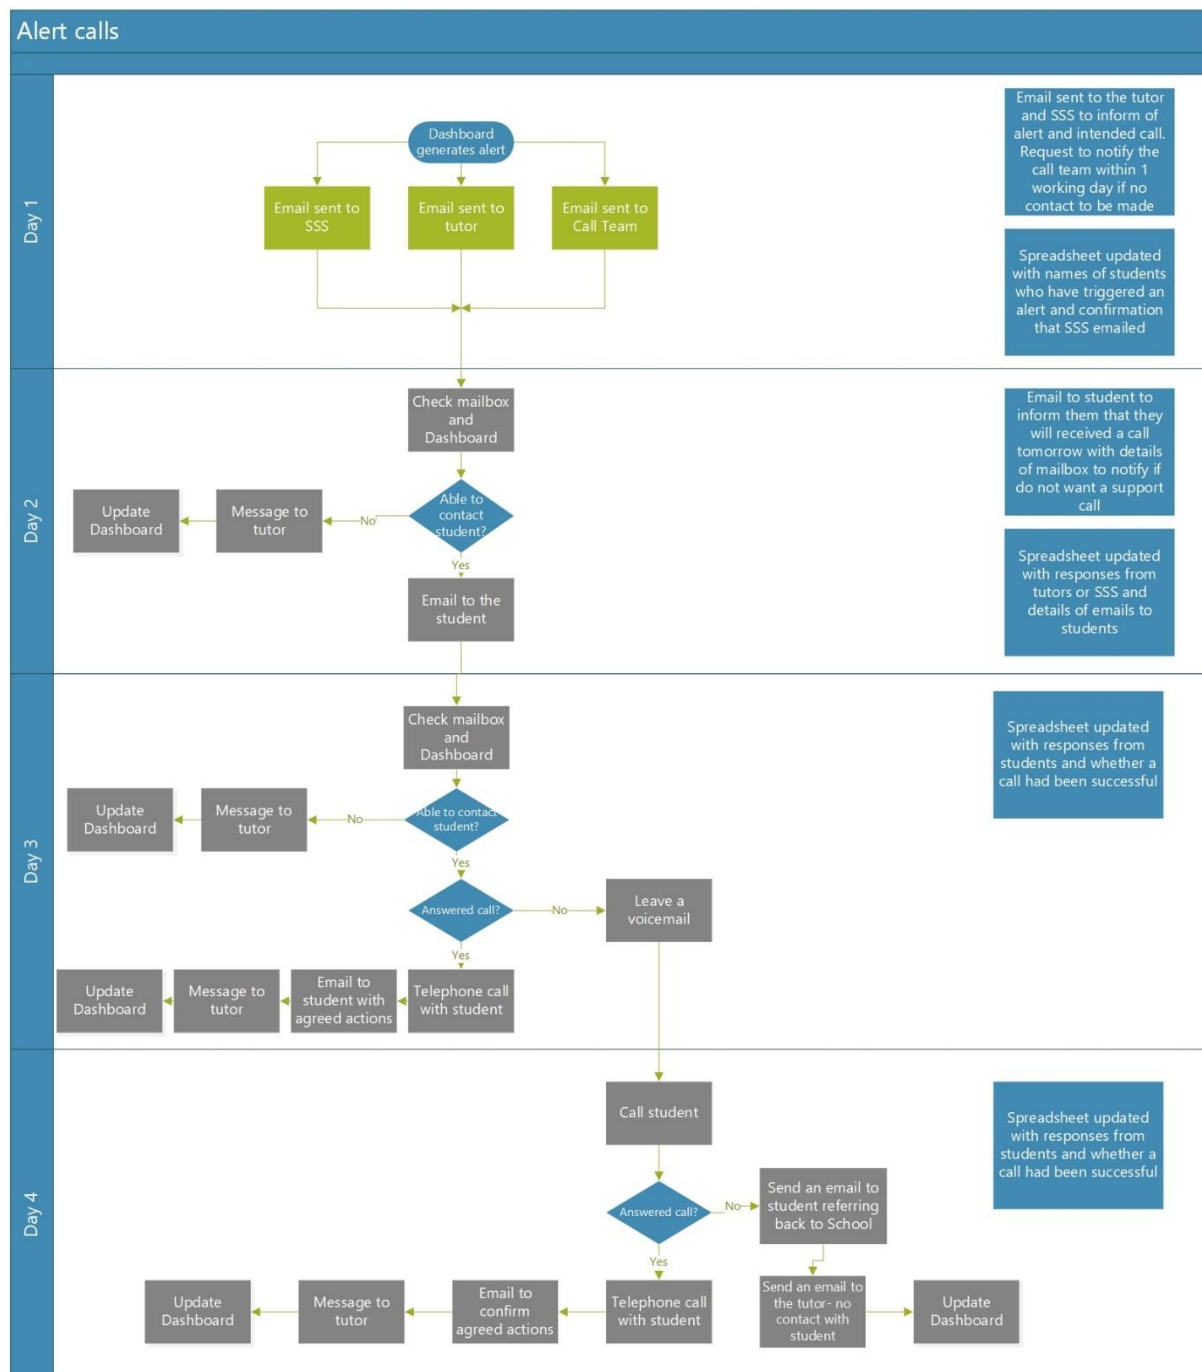 Alert calls
Day 1
Dashboard
generates alert
Email sent to
SSS
Email sent to
tutor
Email sent to
Call Team
Email sent to the tutor
and SSS to inform of
alert and intended call.
Request to notify the
call team within 1
working day if no
contact to be made
Spreadsheet updated
with names of students
who have triggered an
alert and confirmation
that SSS emailed
Day 2
Check mailbox
and
Dashboard
Able to
contact
student?
No
Message to
tutor
Update
Dashboard
Yes
Email to the
student
Email to student to
inform them that they
will received a call
tomorrow with details
of mailbox to notify if
do not want a support
call
Spreadsheet updated
with responses from
tutors or SSS and
details of emails to
students
Day 3
Check mailbox
and
Dashboard
Able to contact
student?
No
Message to
tutor
Update
Dashboard
Yes
Answered call?
No
Leave a
voicemail
Yes
Telephone call
with student
Email to
student with
agreed actions
Message to
tutor
Update
Dashboard
Spreadsheet updated
with responses from
students and whether a
call had been successful
Day 4
Call student
Answered call?
No
Send an email to
student referring
back to School
Send an email to
the tutor- no
contact with
student
Update
Dashboard
Yes
Telephone call
with student
Email to
confirm
agreed actions
Message to
tutor
Update
Dashboard
Spreadsheet updated
with responses from
students and whether a
call had been successful